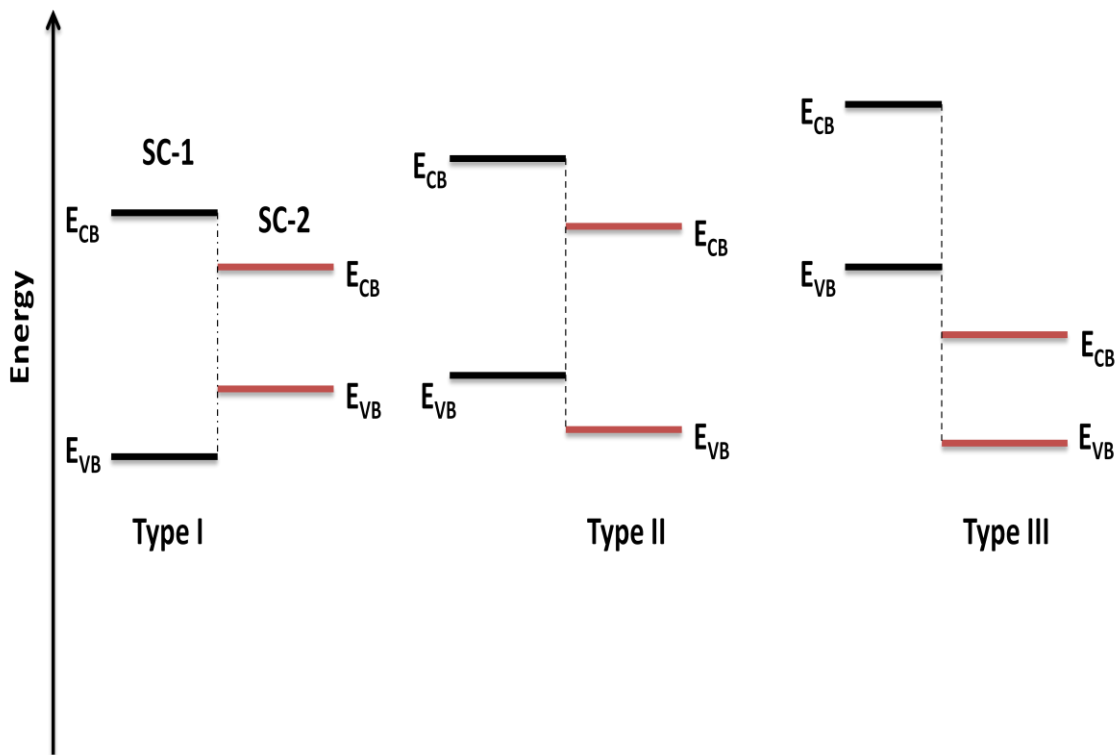 Energy
SC-1
SC-2
E_CB
E_CB
E_VB
E_VB
Type I
E_CB
E_CB
E_VB
E_VB
Type II
E_CB
E_VB
E_CB
E_VB
Type III